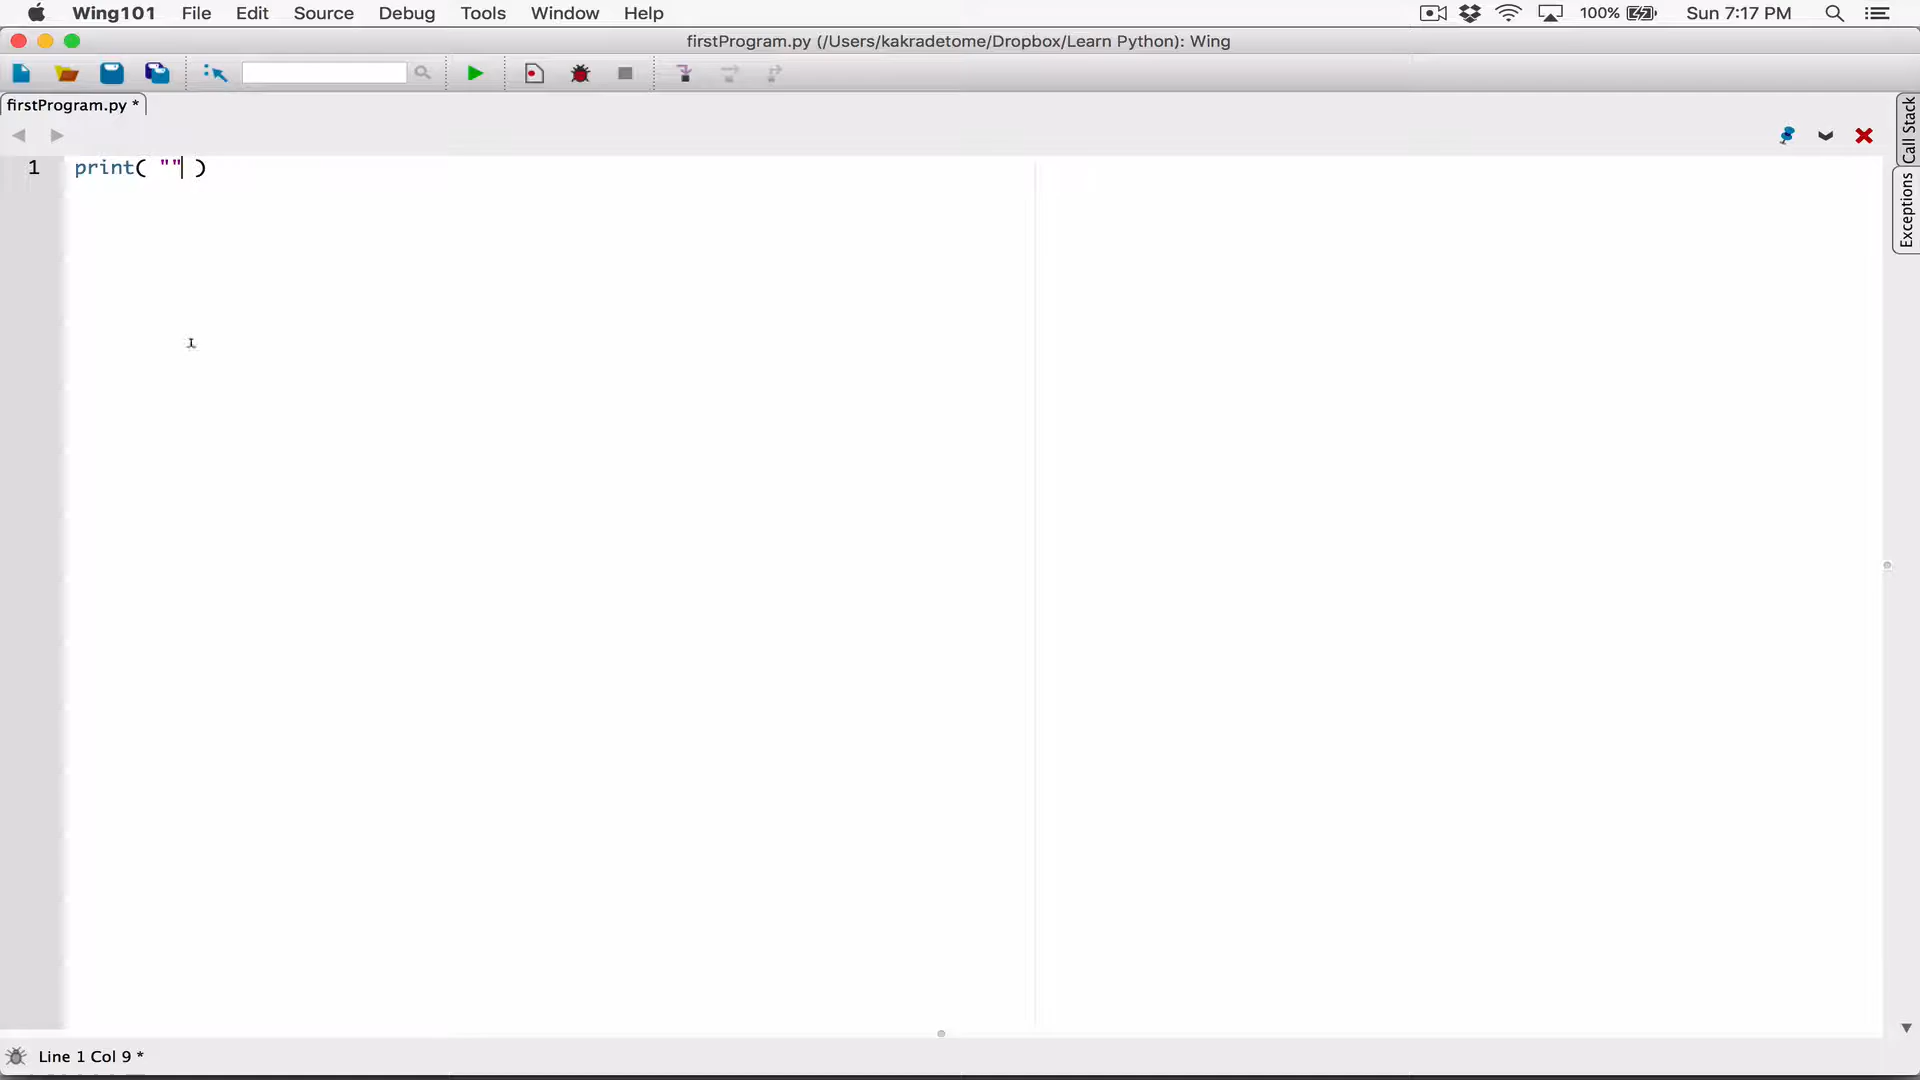 Wing101 File Edit Source Debug Tools Window Help 100% Sun 7:17 PM
firstProgram.py (/Users/kakradetome/Dropbox/Learn Python): Wing
firstProgram.py *
1 print( "" )
Call Stack
Exceptions
Line 1 Col 9 *